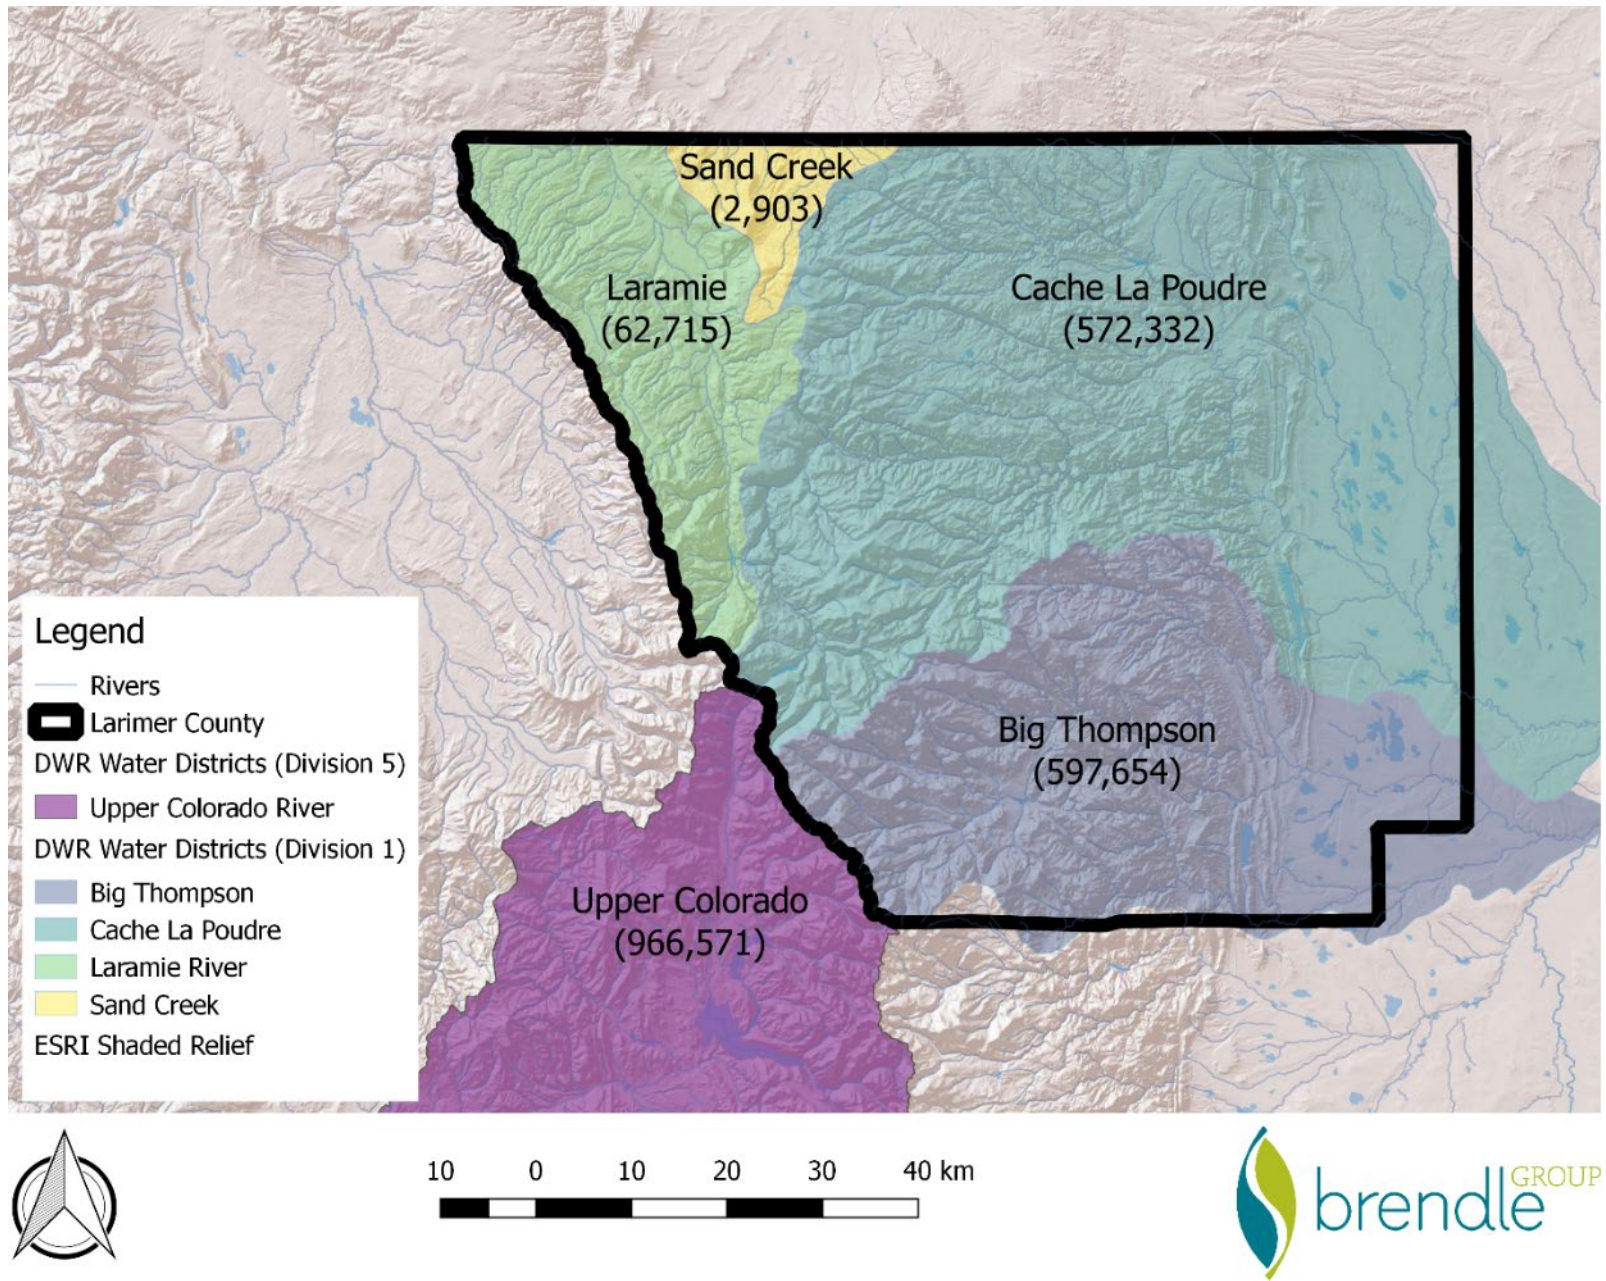 Sand Creek
(2,903)
Laramie
(62,715)
Cache La Poudre
(572,332)
Big Thompson
(597,654)
Upper Colorado
(966,571)
Legend
Rivers
Larimer County
DWR Water Districts (Division 5)
Upper Colorado River
DWR Water Districts (Division 1)
Big Thompson
Cache La Poudre
Laramie River
Sand Creek
ESRI Shaded Relief
10 0 10 20 30 40 km
brendle GROUP